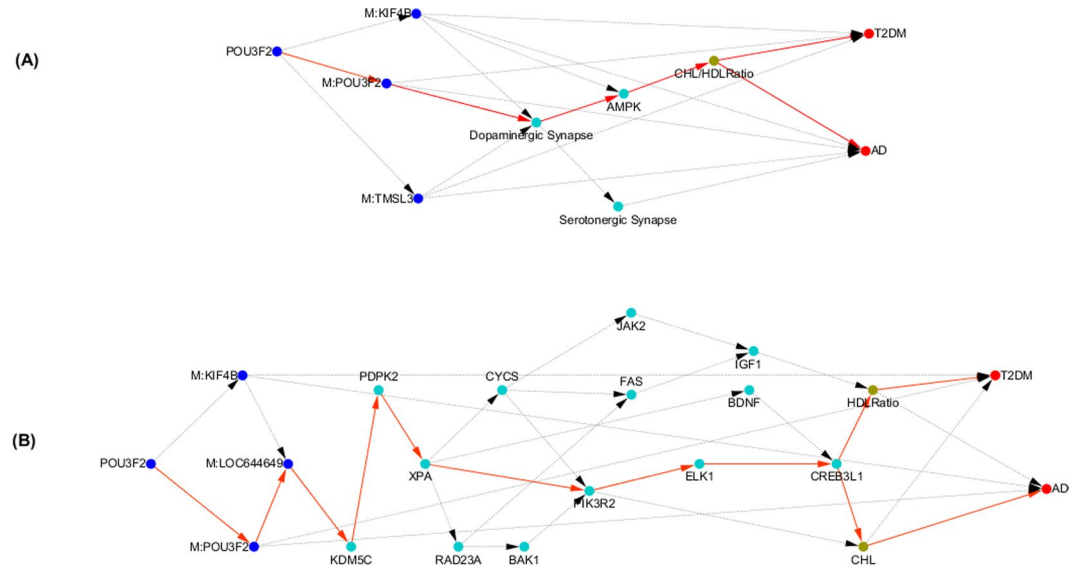 M:KIF4B
T2DM
POU3F2
(A)
CHL/HDLRatio
M:POU3F2
AMPK
Dopaminergic Synapse
AD
M:TMSL3
Serotonergic Synapse
JAK2
IGF1
M:KIF4B
PDPK2
CYCS
FAS
T2DM
BDNF
HDLRatio
(B)
POU3F2
M:LOC644649
XPA
ELK1
CREB3L1
AD
PIK3R2
M:POU3F2
KDM5C
RAD23A
BAK1
CHL